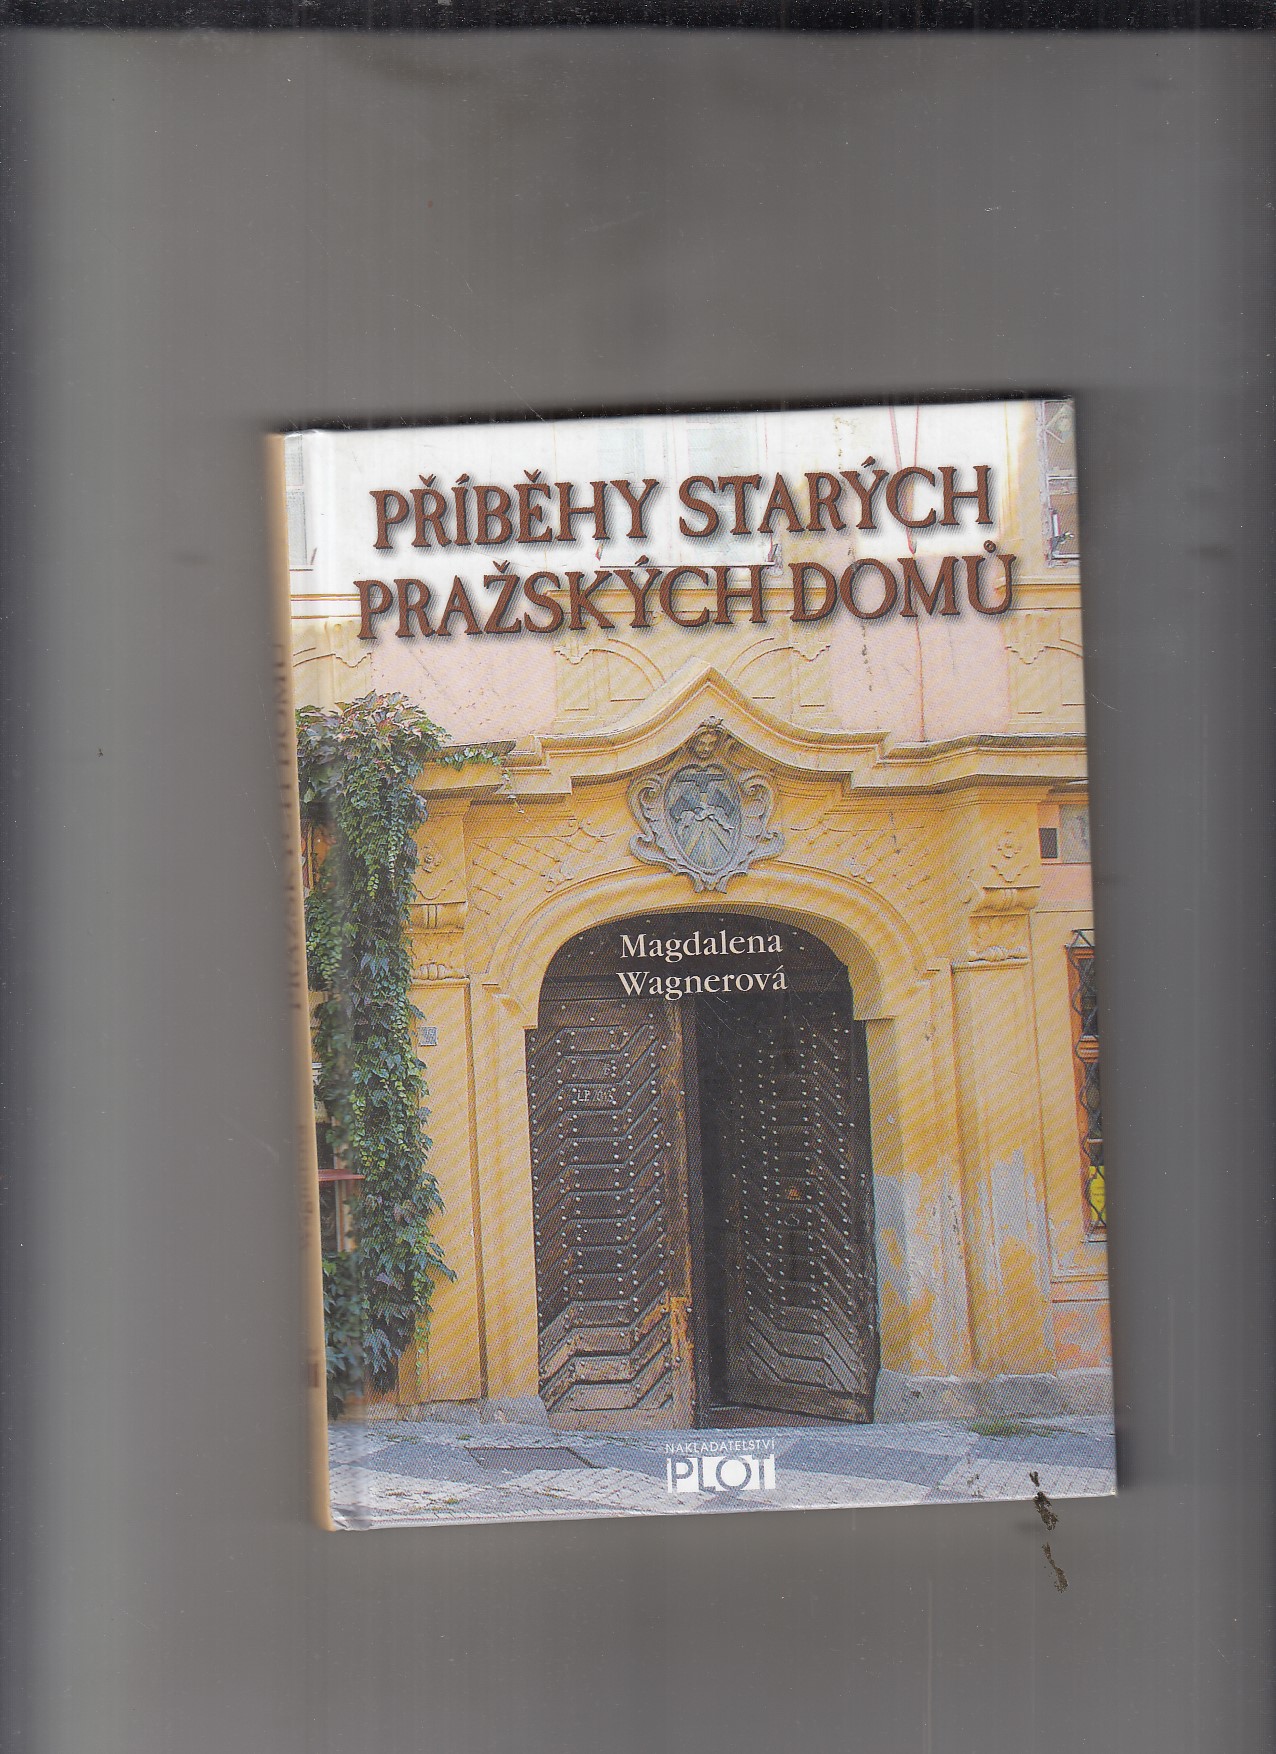 PŘÍBĚHY STARÝCH
PRAŽSKÝCH DOMŮ
Magdalena
Wagnerová
NAKLADATELSTVÍ
PLOT